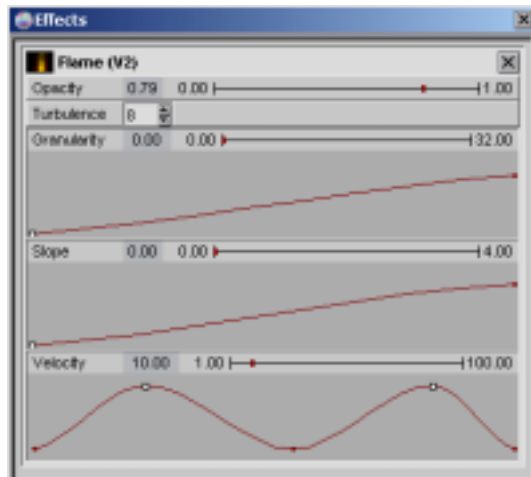 Effects
Flame (V2)
Opacity 0.79 0.00 1.00
Turbulence 8
Granularity 0.00 0.00 32.00
Slope 0.00 0.00 4.00
Velocity 10.00 1.00 100.00